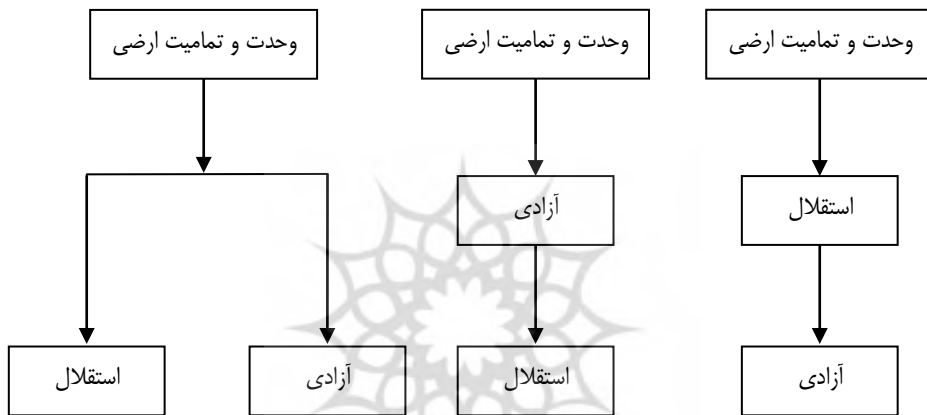 وحدت و تمامیت ارضی
استقلال
آزادی
وحدت و تمامیت ارضی
آزادی
استقلال
وحدت و تمامیت ارضی
آزادی
استقلال